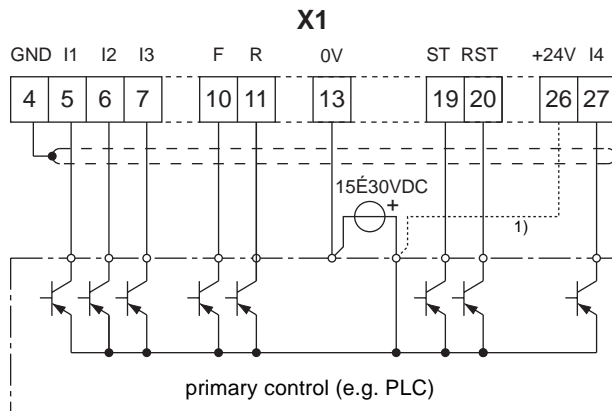 X1
GND I1 I2 I3 F R 0V ST RST +24V I4
4 5 6 7 10 11 13 19 20 26 27
15É30VDC
+
1)
primary control (e.g. PLC)